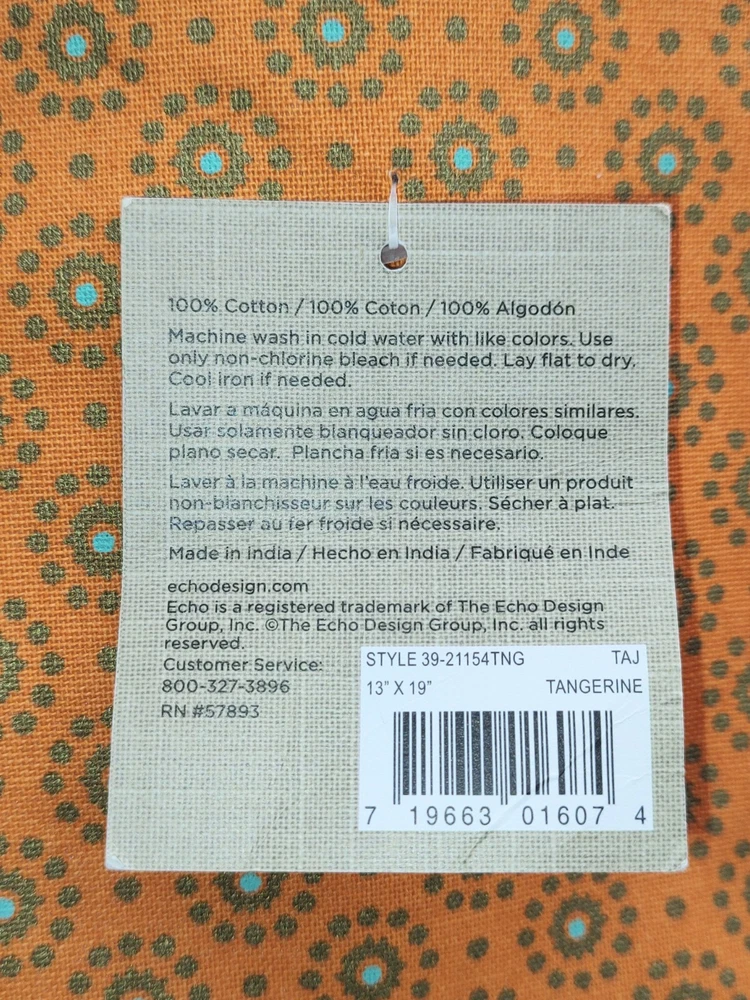 100% Cotton / 100% Coton / 100% Algodón
Machine wash in cold water with like colors. Use
only non-chlorine bleach if needed. Lay flat to dry.
Cool iron if needed.
Lavar a máquina en agua fria con colores similares.
Usar solamente blanqueador sin cloro. Coloque
plano secar. Plancha fria si es necesario.
Laver à la machine à l'eau froide. Utiliser un produit
non-blanchisseur sur les couleurs. Sécher à plat.
Repasser au fer froide si nécessaire.
Made in India / Hecho en India / Fabriqué en Inde
echodesign.com
Echo is a registered trademark of The Echo Design
Group, Inc. ©The Echo Design Group, Inc. all rights
reserved.
Customer Service:
800-327-3896
RN #57893
STYLE 39-21154TNG TAJ
13" X 19" TANGERINE
7 19663 01607 4